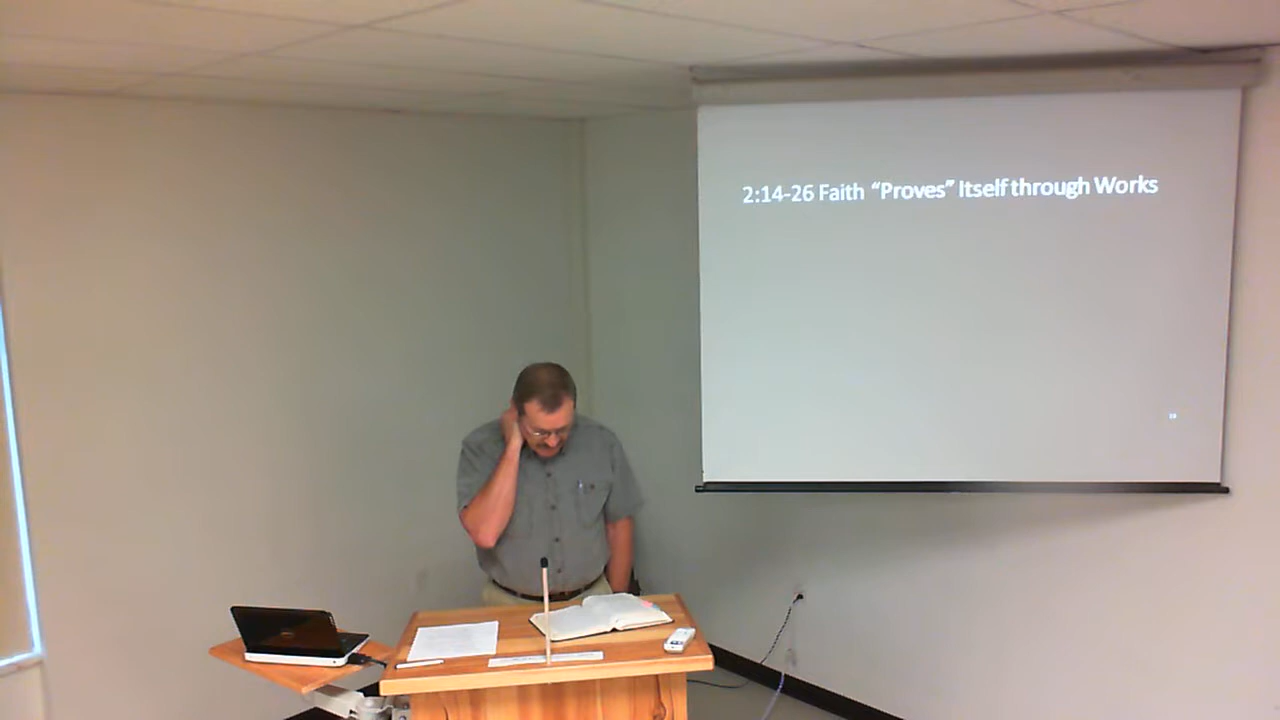 2:14-26 Faith “Proves” Itself through Works